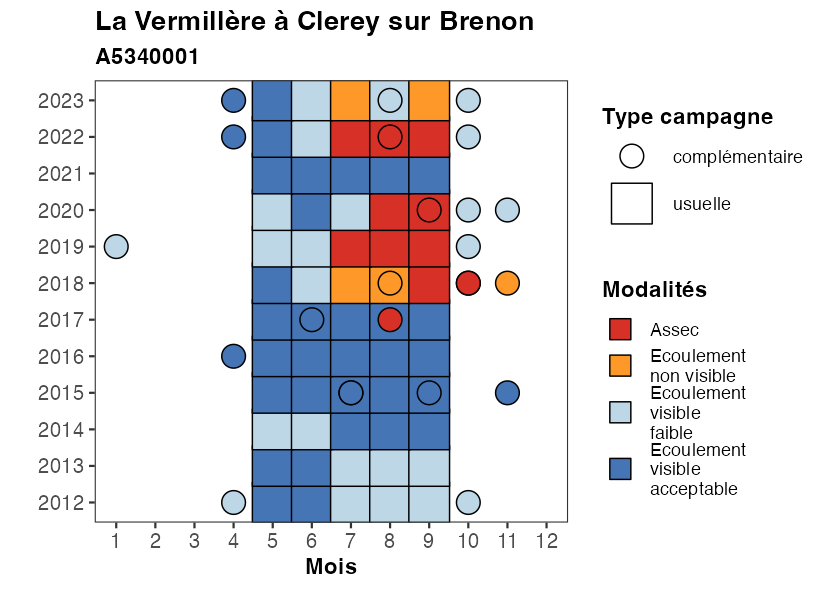 La Vermillère à Clerey sur Brenon
A5340001
2023
2022
2021
2020
2019
2018
2017
2016
2015
2014
2013
2012
1 2 3 4 5 6 7 8 9 10 11 12
Mois
Type campagne
complémentaire
usuelle
Modalités
Assec
Ecoulement
non visible
Ecoulement
visible
faible
Ecoulement
visible
acceptable